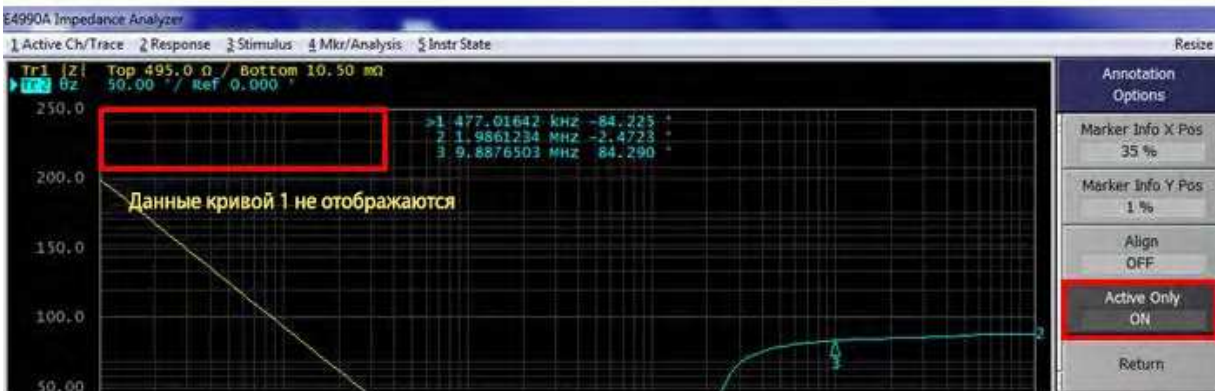 E4990A Impedance Analyzer
1 Active Ch/Trace 2 Response 3 Stimulus 4 Mkr/Analysis 5 Instr State Resize
Tr1 |Z| Top 495.0 Ω / Bottom 10.50 mΩ
Tr2 θz 50.00 °/ Ref 0.000 °
250.0
>1 477.01642 kHz -84.225 °
2 1.9861234 MHz -2.4723 °
3 9.8876503 MHz 84.290 °
200.0
Данные кривой 1 не отображаются
150.0
100.0
2
3
50.00
Annotation
Options
Marker Info X Pos
35 %
Marker Info Y Pos
1 %
Align
OFF
Active Only
ON
Return